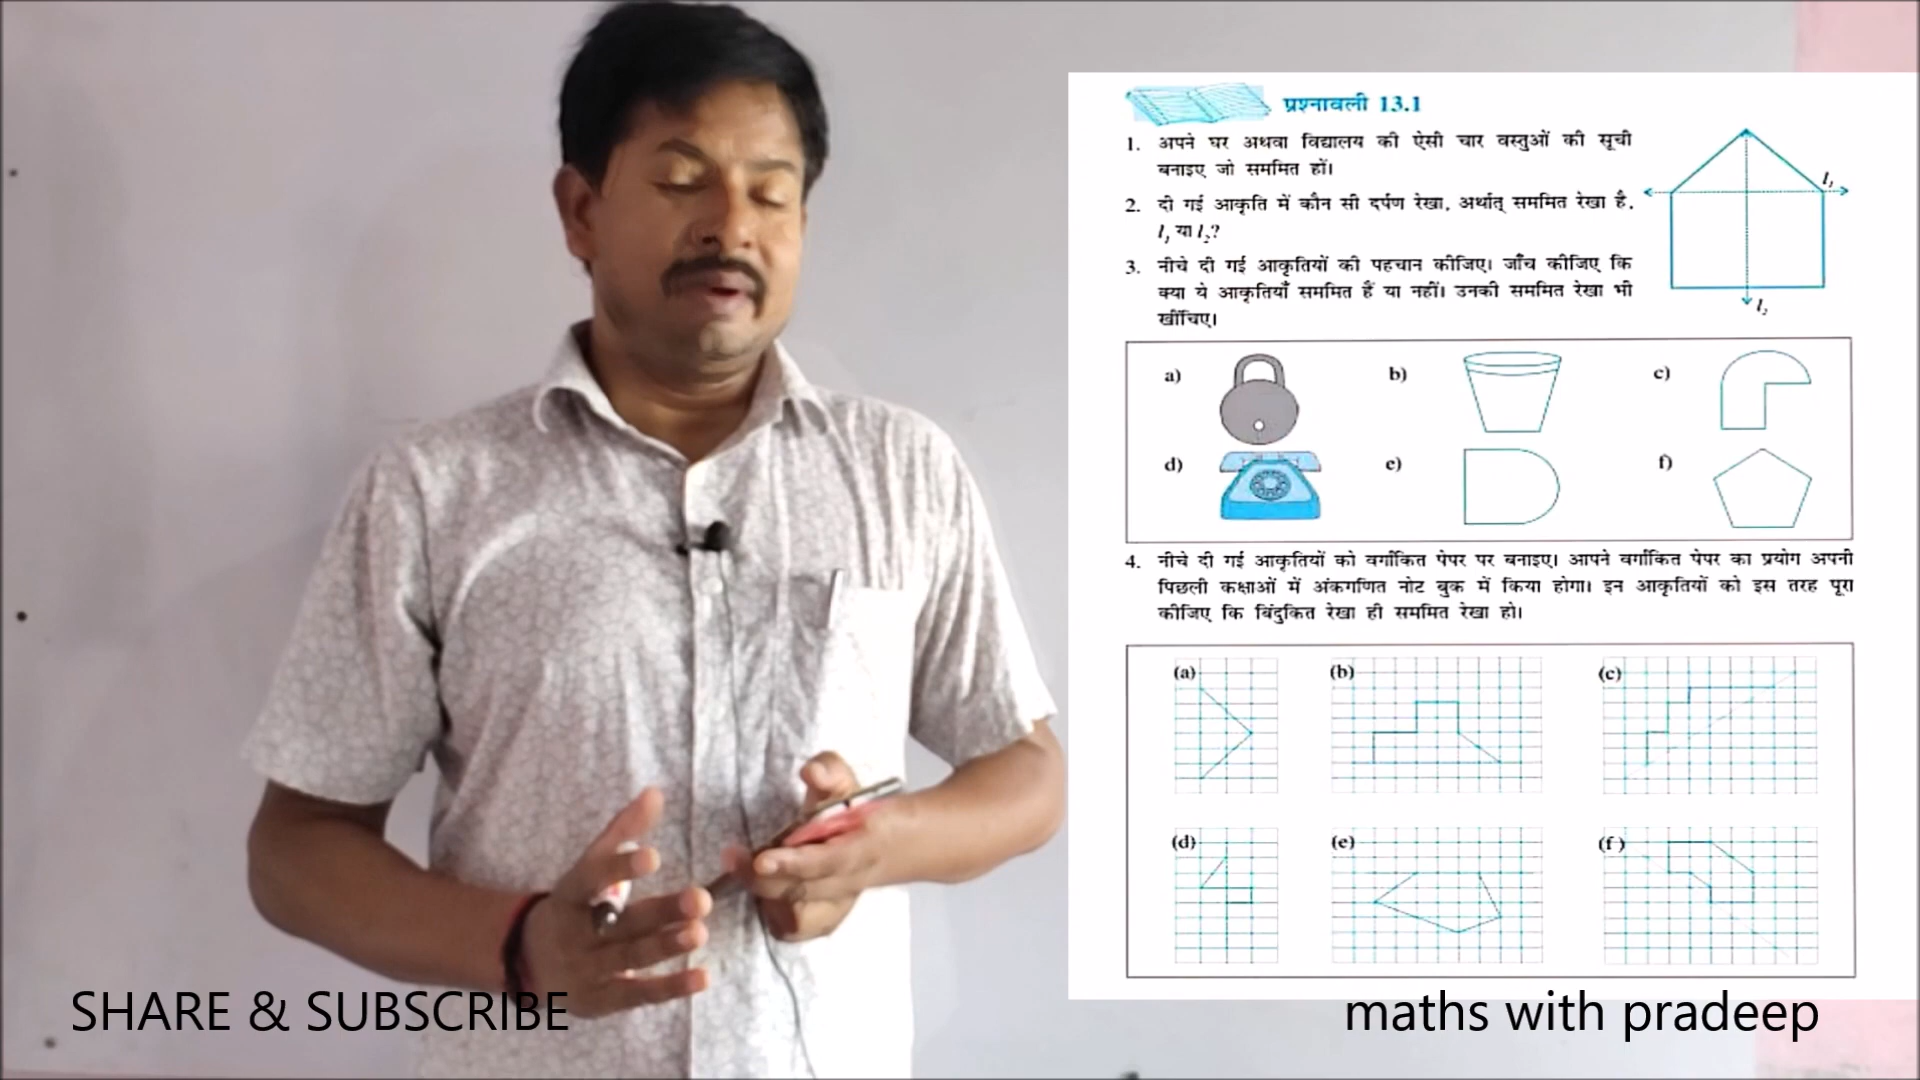 प्रश्नावली 13.1
1. अपने घर अथवा विद्यालय की ऐसी चार वस्तुओं की सूची
बनाइए जो सममित हों।
2. दी गई आकृति में कौन सी दर्पण रेखा, अर्थात् सममित रेखा है,
l₁ या l₂?
l₁
l₂
3. नीचे दी गई आकृतियों की पहचान कीजिए। जाँच कीजिए कि
क्या ये आकृतियाँ सममित हैं या नहीं। उनकी सममित रेखा भी
खींचिए।
a) b) c)
d) e) f)
4. नीचे दी गई आकृतियों को वर्गांकित पेपर पर बनाइए। आपने वर्गांकित पेपर का प्रयोग अपनी
पिछली कक्षाओं में अंकगणित नोट बुक में किया होगा। इन आकृतियों को इस तरह पूरा
कीजिए कि बिंदुकित रेखा ही सममित रेखा हो।
(a) (b) (c)
(d) (e) (f )
SHARE & SUBSCRIBE
maths with pradeep